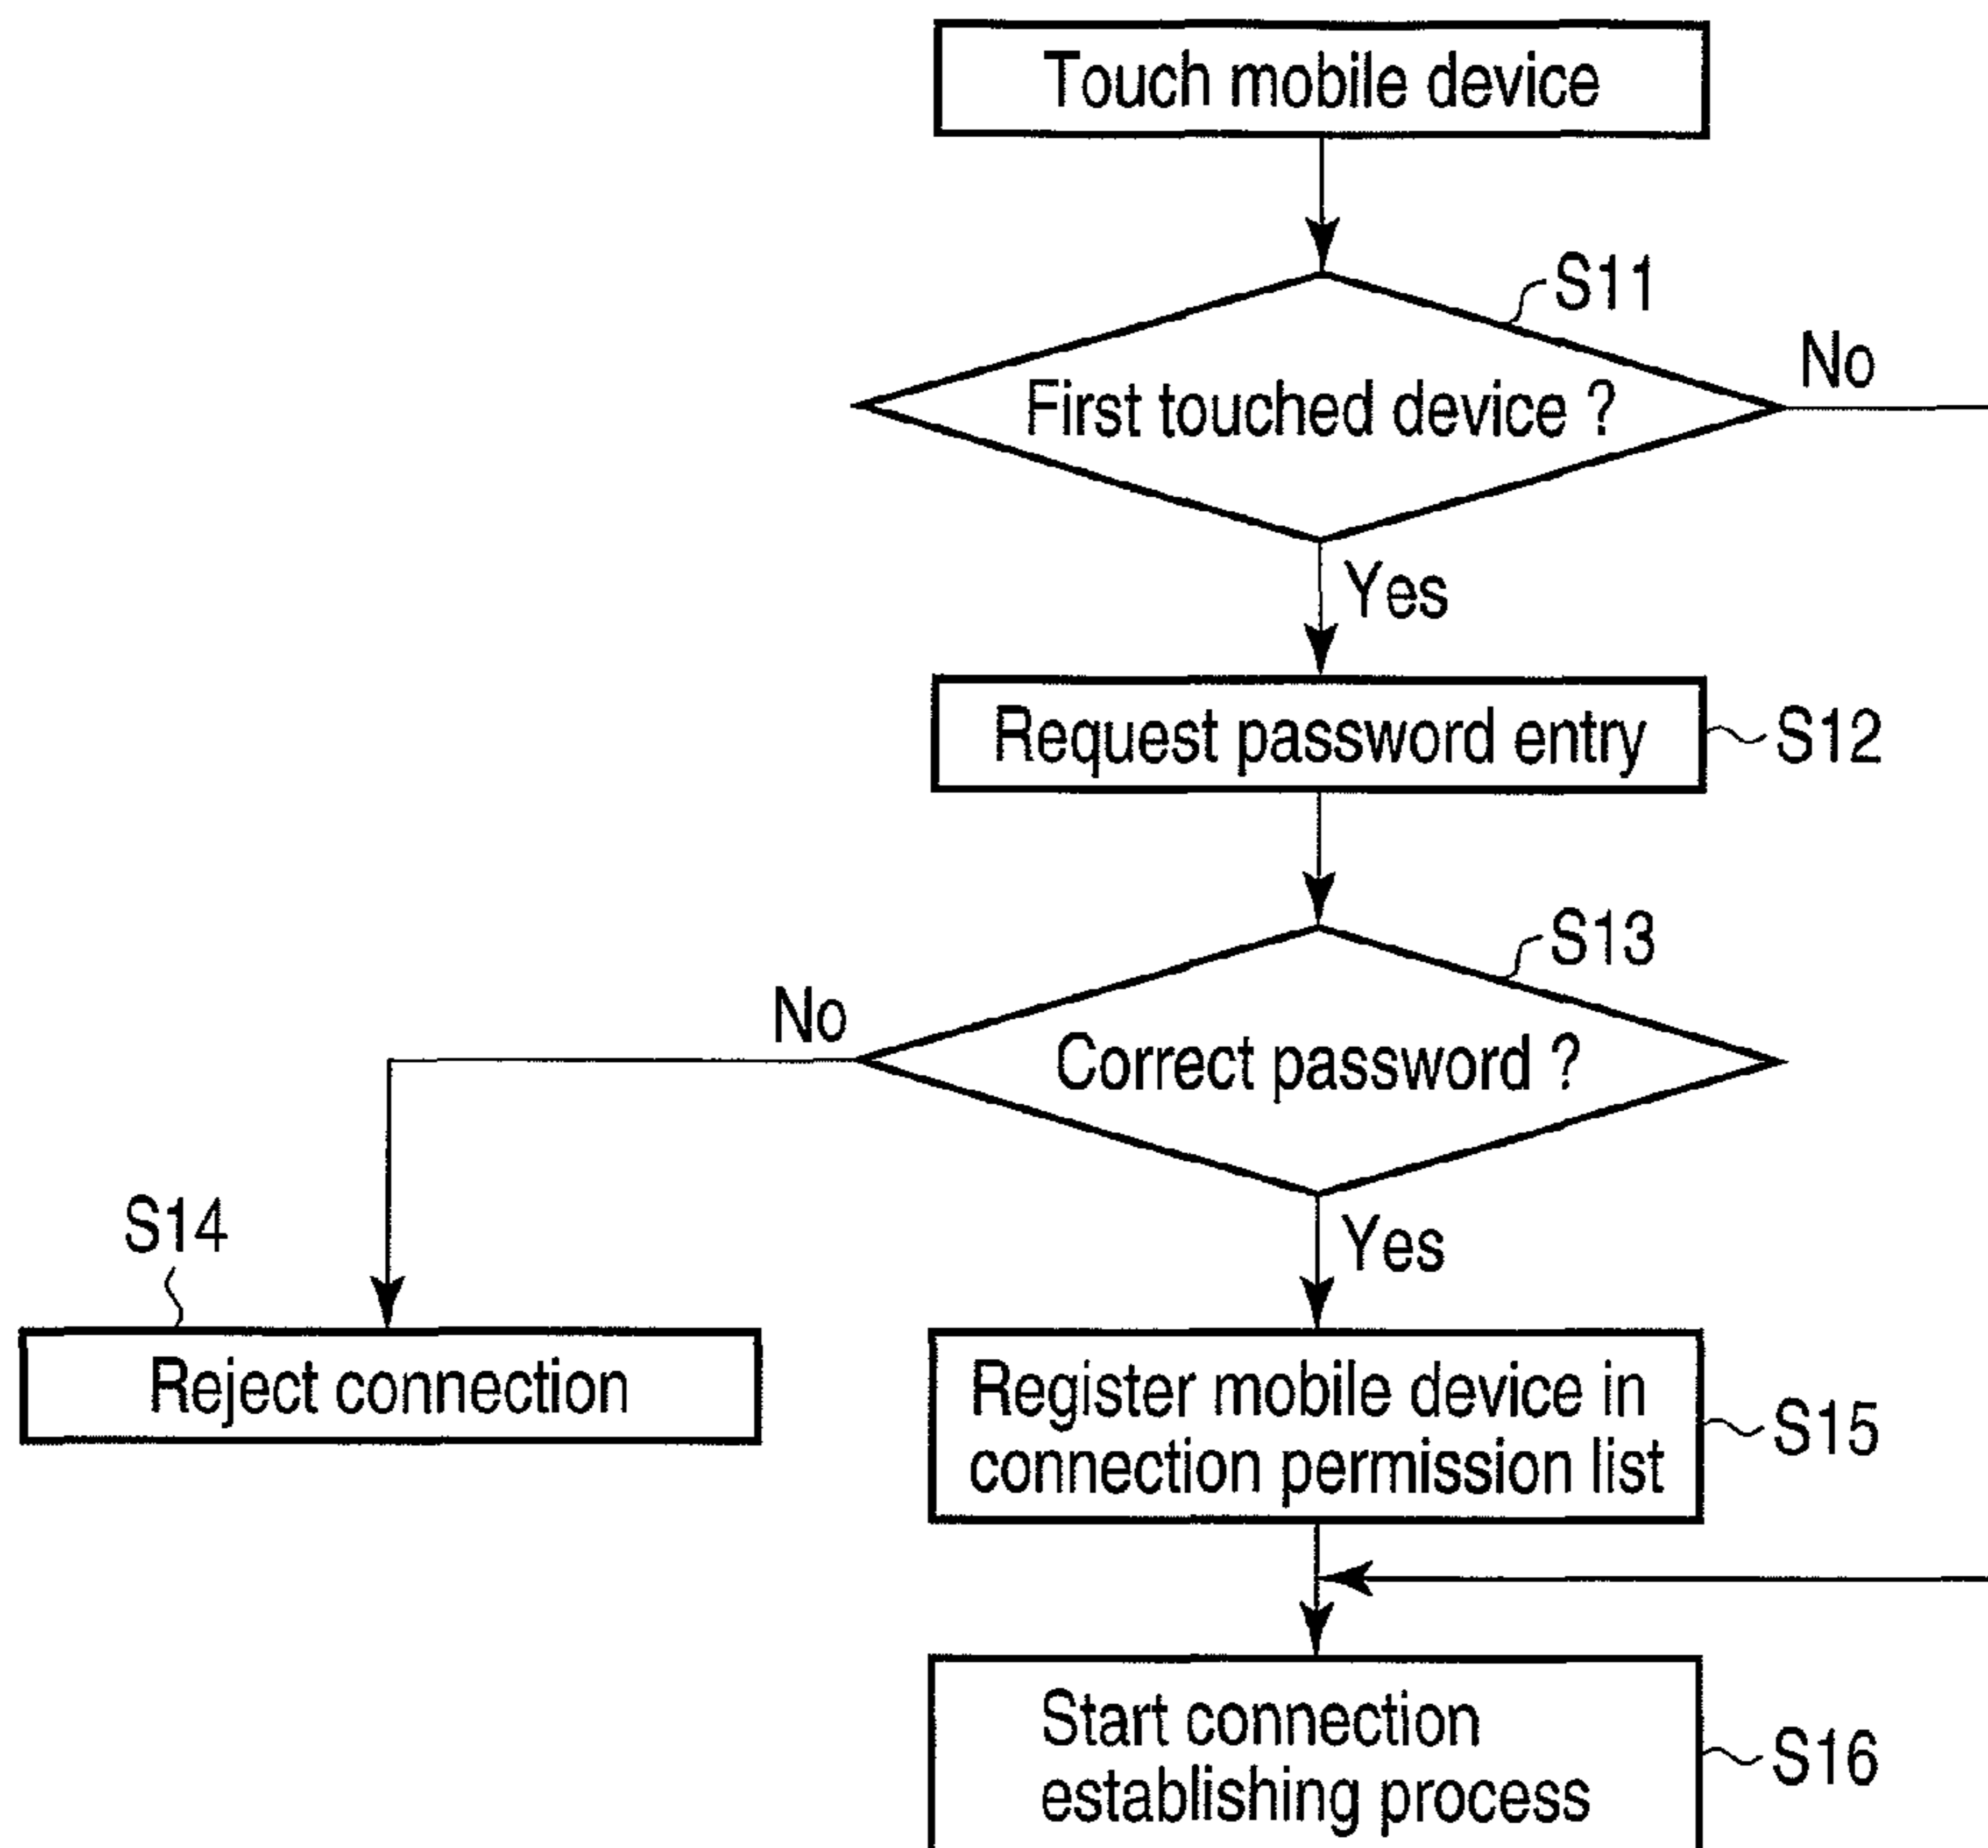 Touch mobile device
S11
First touched device ?
No
Yes
Request password entry
S12
S13
Correct password ?
No
Yes
S14
Reject connection
Register mobile device in
connection permission list
S15
Start connection
establishing process
S16